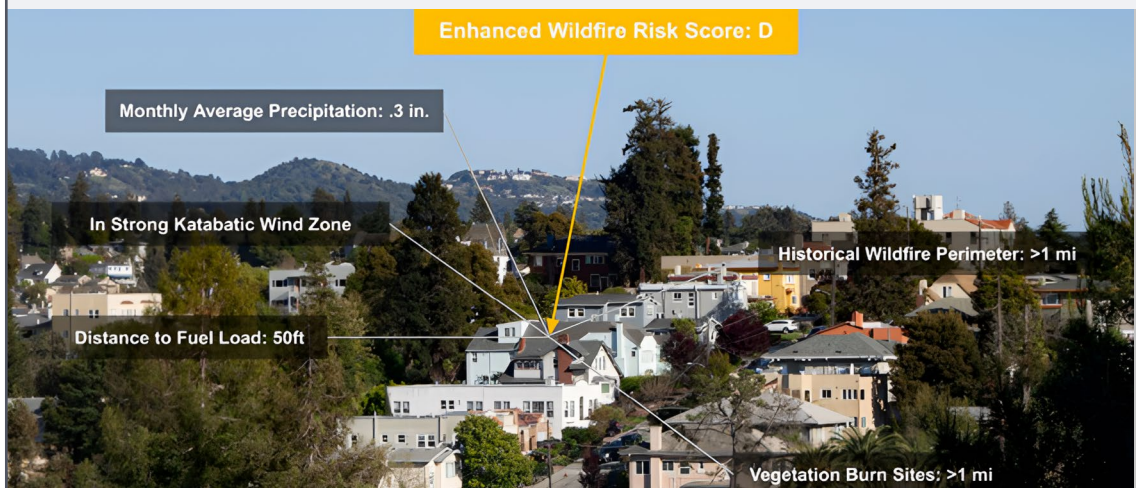 Enhanced Wildfire Risk Score: D
Monthly Average Precipitation: .3 in.
In Strong Katabatic Wind Zone
Historical Wildfire Perimeter: >1 mi
Distance to Fuel Load: 50ft
Vegetation Burn Sites: >1 mi